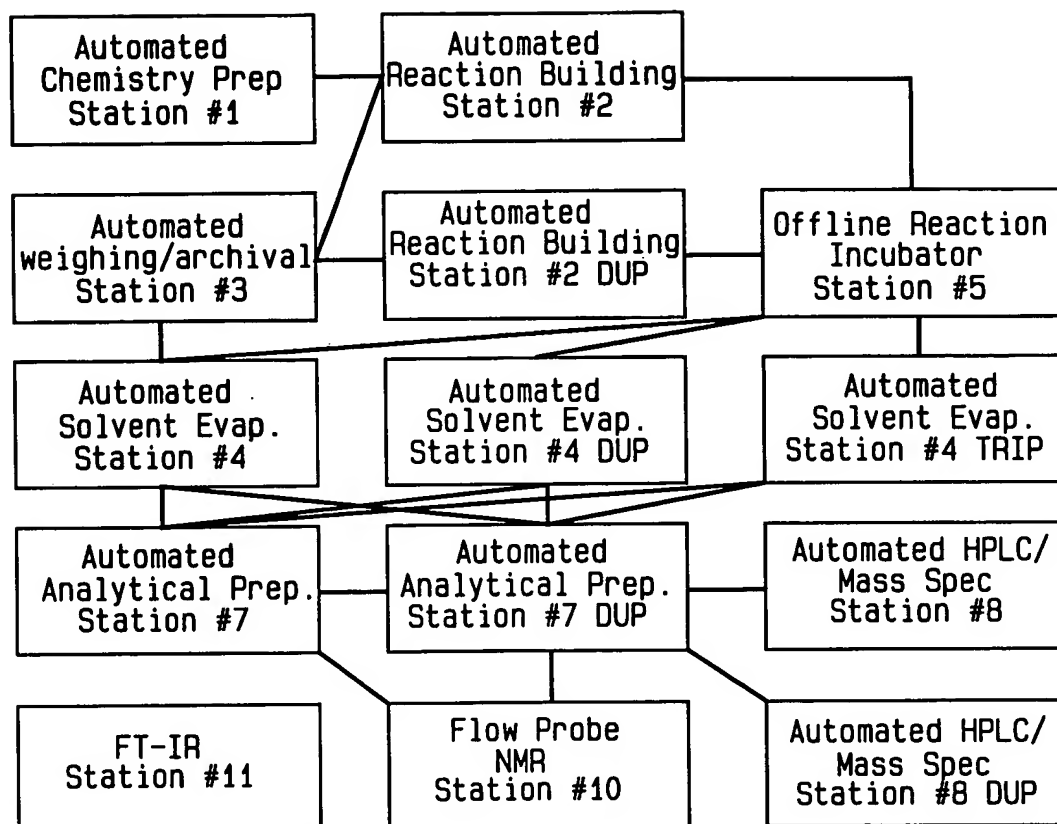 Automated
Chemistry Prep
Station #1
Automated
Reaction Building
Station #2
Automated
weighing/archival
Station #3
Automated
Reaction Building
Station #2 DUP
Offline Reaction
Incubator
Station #5
Automated
Solvent Evap.
Station #4
Automated
Solvent Evap.
Station #4 DUP
Automated
Solvent Evap.
Station #4 TRIP
Automated
Analytical Prep.
Station #7
Automated
Analytical Prep.
Station #7 DUP
Automated HPLC/
Mass Spec
Station #8
FT-IR
Station #11
Flow Probe
NMR
Station #10
Automated HPLC/
Mass Spec
Station #8 DUP